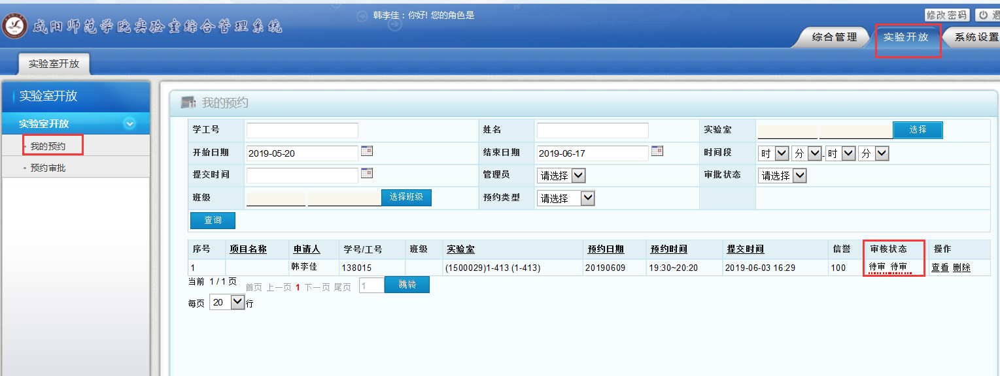 韩李佳：你好! 您的角色是
修改密码
咸阳师范学院实验室综合管理系统
综合管理 实验开放 系统设置
实验室开放
实验室开放
实验室开放
我的预约
预约审批
我的预约
学工号 姓名 实验室 选择
开始日期 2019-05-20 结束日期 2019-06-17 时间段 时 分 - 时 分
提交时间 管理员 请选择 审批状态 请选择
班级 选择班级 预约类型 请选择
查询
序号 项目名称 申请人 学号/工号 班级 实验室 预约日期 预约时间 提交时间 信誉 审核状态 操作
1 韩李佳 138015 (1500029)1-413 (1-413) 20190609 19:30~20:20 2019-06-03 16:29 100 待审 待审 查看 删除
当前 1 / 1 页 首页 上一页 1 下一页 尾页 1 跳转
每页 20 行